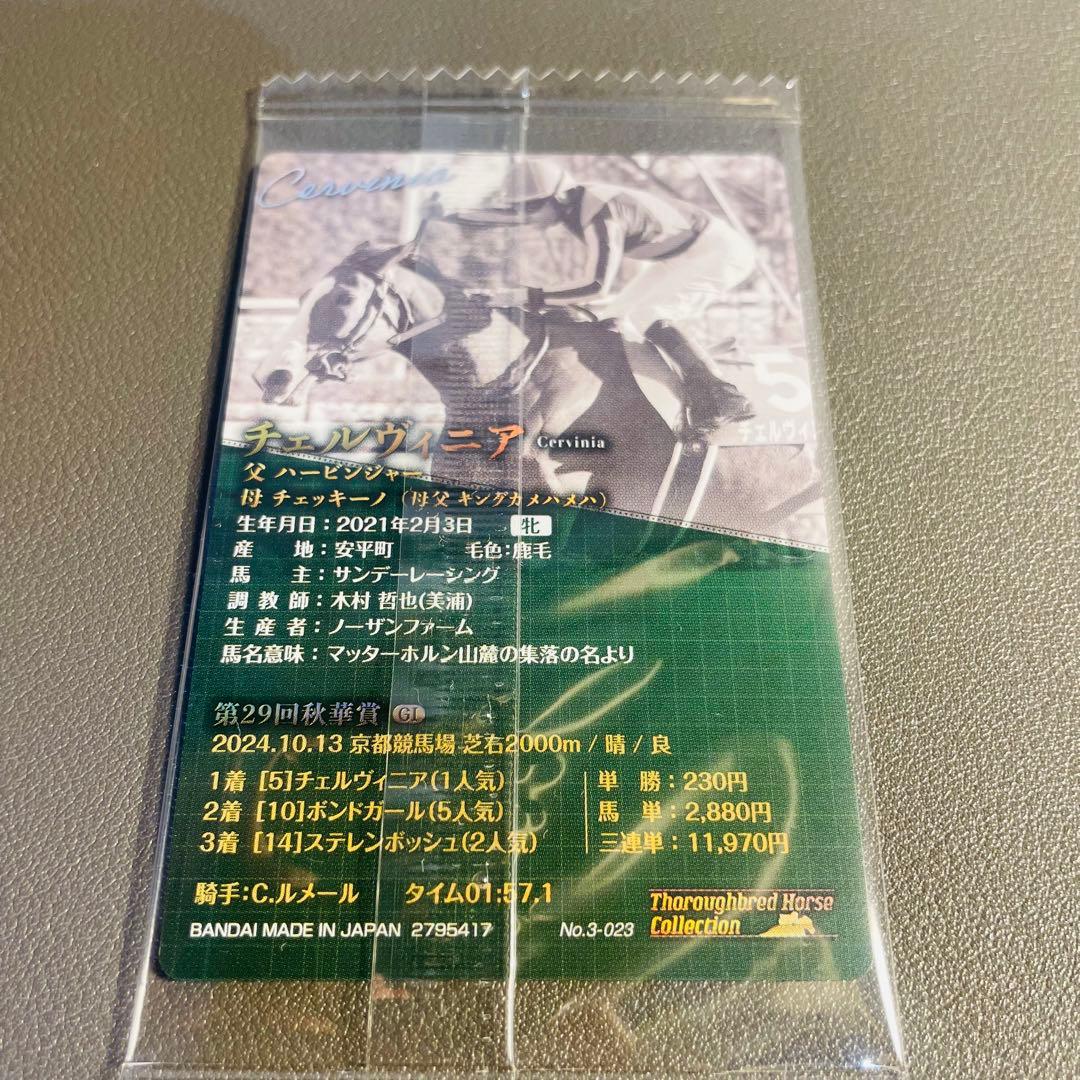 Cervinia
5
チェルヴィ
チェルヴィニア Cervinia
父 ハービンジャー
母 チェッキーノ (母父 キングカメハメハ)
生年月日：2021年2月3日 牝
産 地：安平町 毛色：鹿毛
馬 主：サンデーレーシング
調教師：木村 哲也(美浦)
生産者：ノーザンファーム
馬名意味：マッターホルン山麓の集落の名より
第29回秋華賞 GI
2024.10.13 京都競馬場 芝右2000m / 晴 / 良
1着 [5]チェルヴィニア(1人気) 単 勝：230円
2着 [10]ボンドガール(5人気) 馬 単：2,880円
3着 [14]ステレンボッシュ(2人気) 三連単：11,970円
騎手：C.ルメール タイム01:57.1
BANDAI MADE IN JAPAN 2795417 No.3-023
Thoroughbred Horse
Collection